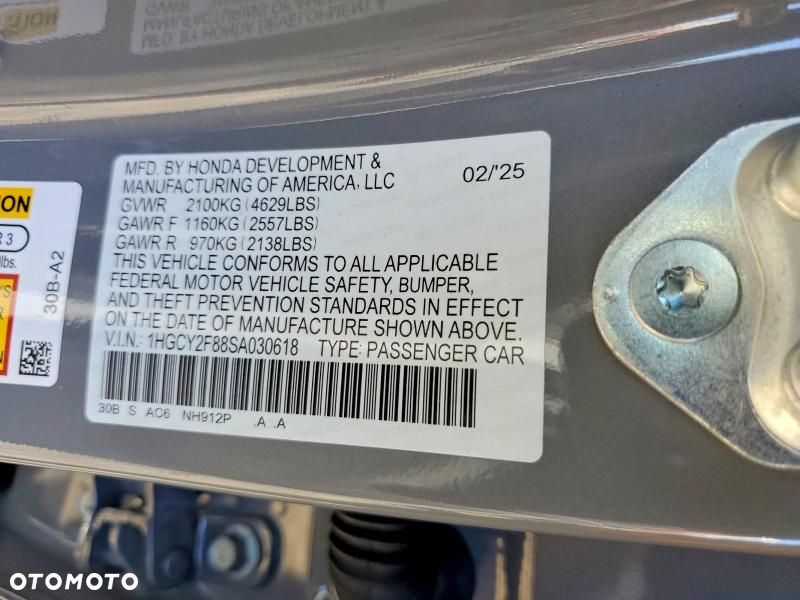 MFD. BY HONDA DEVELOPMENT &
MANUFACTURING OF AMERICA, LLC 02/'25
GVWR 2100KG (4629LBS)
GAWR F 1160KG (2557LBS)
GAWR R 970KG (2138LBS)
THIS VEHICLE CONFORMS TO ALL APPLICABLE
FEDERAL MOTOR VEHICLE SAFETY, BUMPER,
AND THEFT PREVENTION STANDARDS IN EFFECT
ON THE DATE OF MANUFACTURE SHOWN ABOVE.
V.I.N.: 1HGCY2F88SA030618 TYPE: PASSENGER CAR
30B S AC6 NH912P .A .A
30B-A2
R 3
lbs.
OTOMOTO